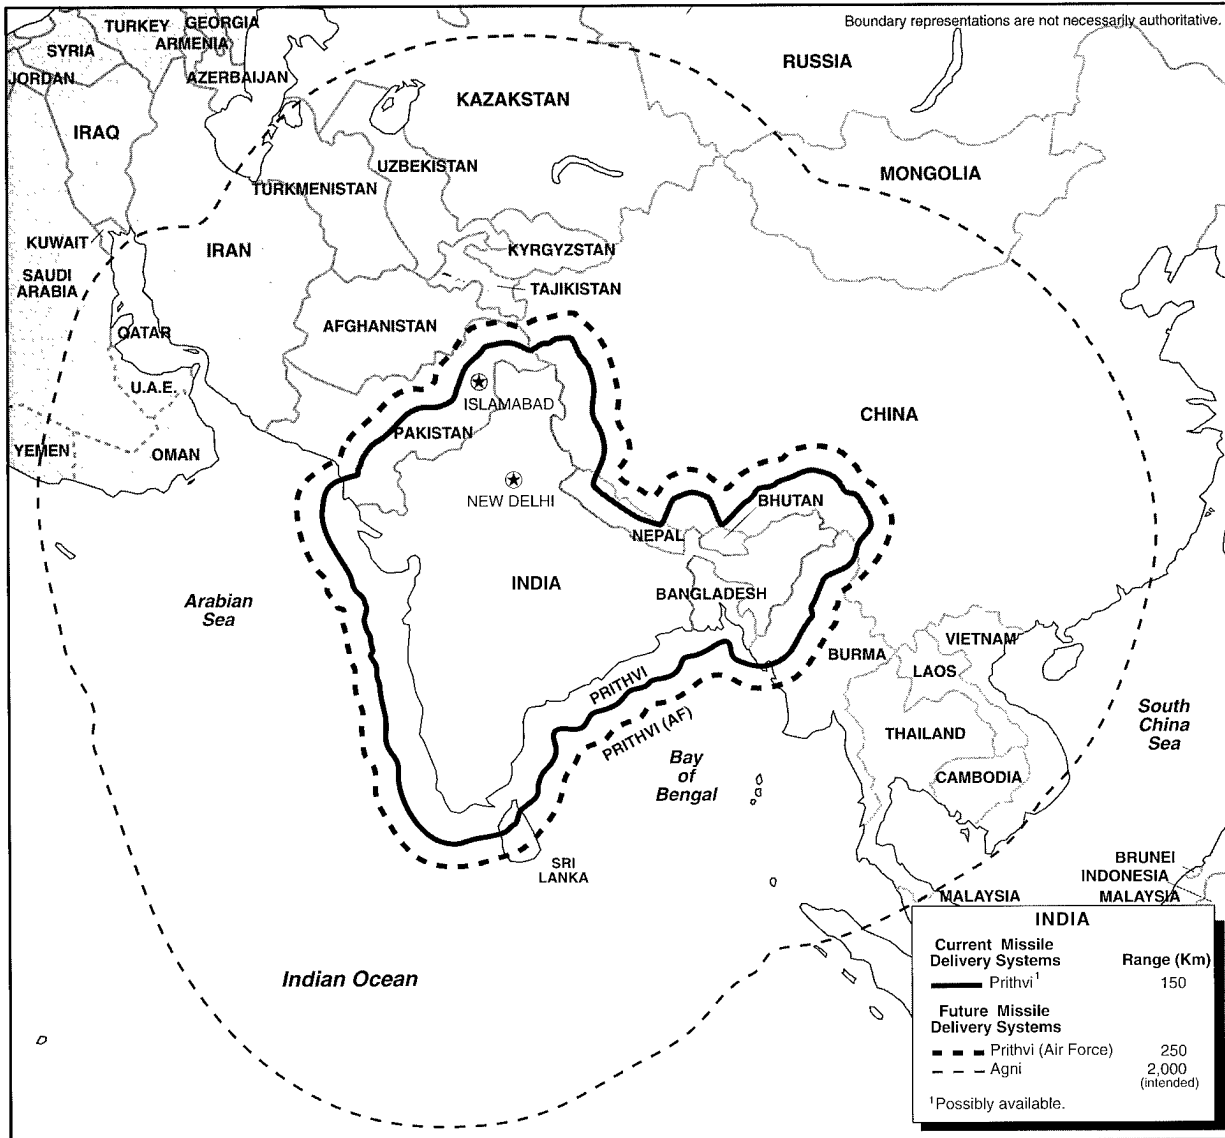 Boundary representations are not necessarily authoritative.
TURKEY
GEORGIA
ARMENIA
SYRIA
JORDAN
AZERBAIJAN
RUSSIA
KAZAKSTAN
IRAQ
UZBEKISTAN
MONGOLIA
TURKMENISTAN
KUWAIT
IRAN
KYRGYZSTAN
SAUDI
ARABIA
TAJIKISTAN
AFGHANISTAN
QATAR
U.A.E.
ISLAMABAD
CHINA
PAKISTAN
YEMEN
OMAN
NEW DELHI
BHUTAN
NEPAL
INDIA
BANGLADESH
Arabian
Sea
VIETNAM
BURMA
LAOS
PRITHVI
PRITHVI (AF)
South
China
Sea
THAILAND
Bay
of
Bengal
CAMBODIA
SRI
LANKA
BRUNEI
INDONESIA
MALAYSIA
MALAYSIA
Indian Ocean
INDIA
Current Missile
Delivery Systems
Range (Km)
Prithvi¹
150
Future Missile
Delivery Systems
Prithvi (Air Force)
250
Agni
2,000
(intended)
¹Possibly available.